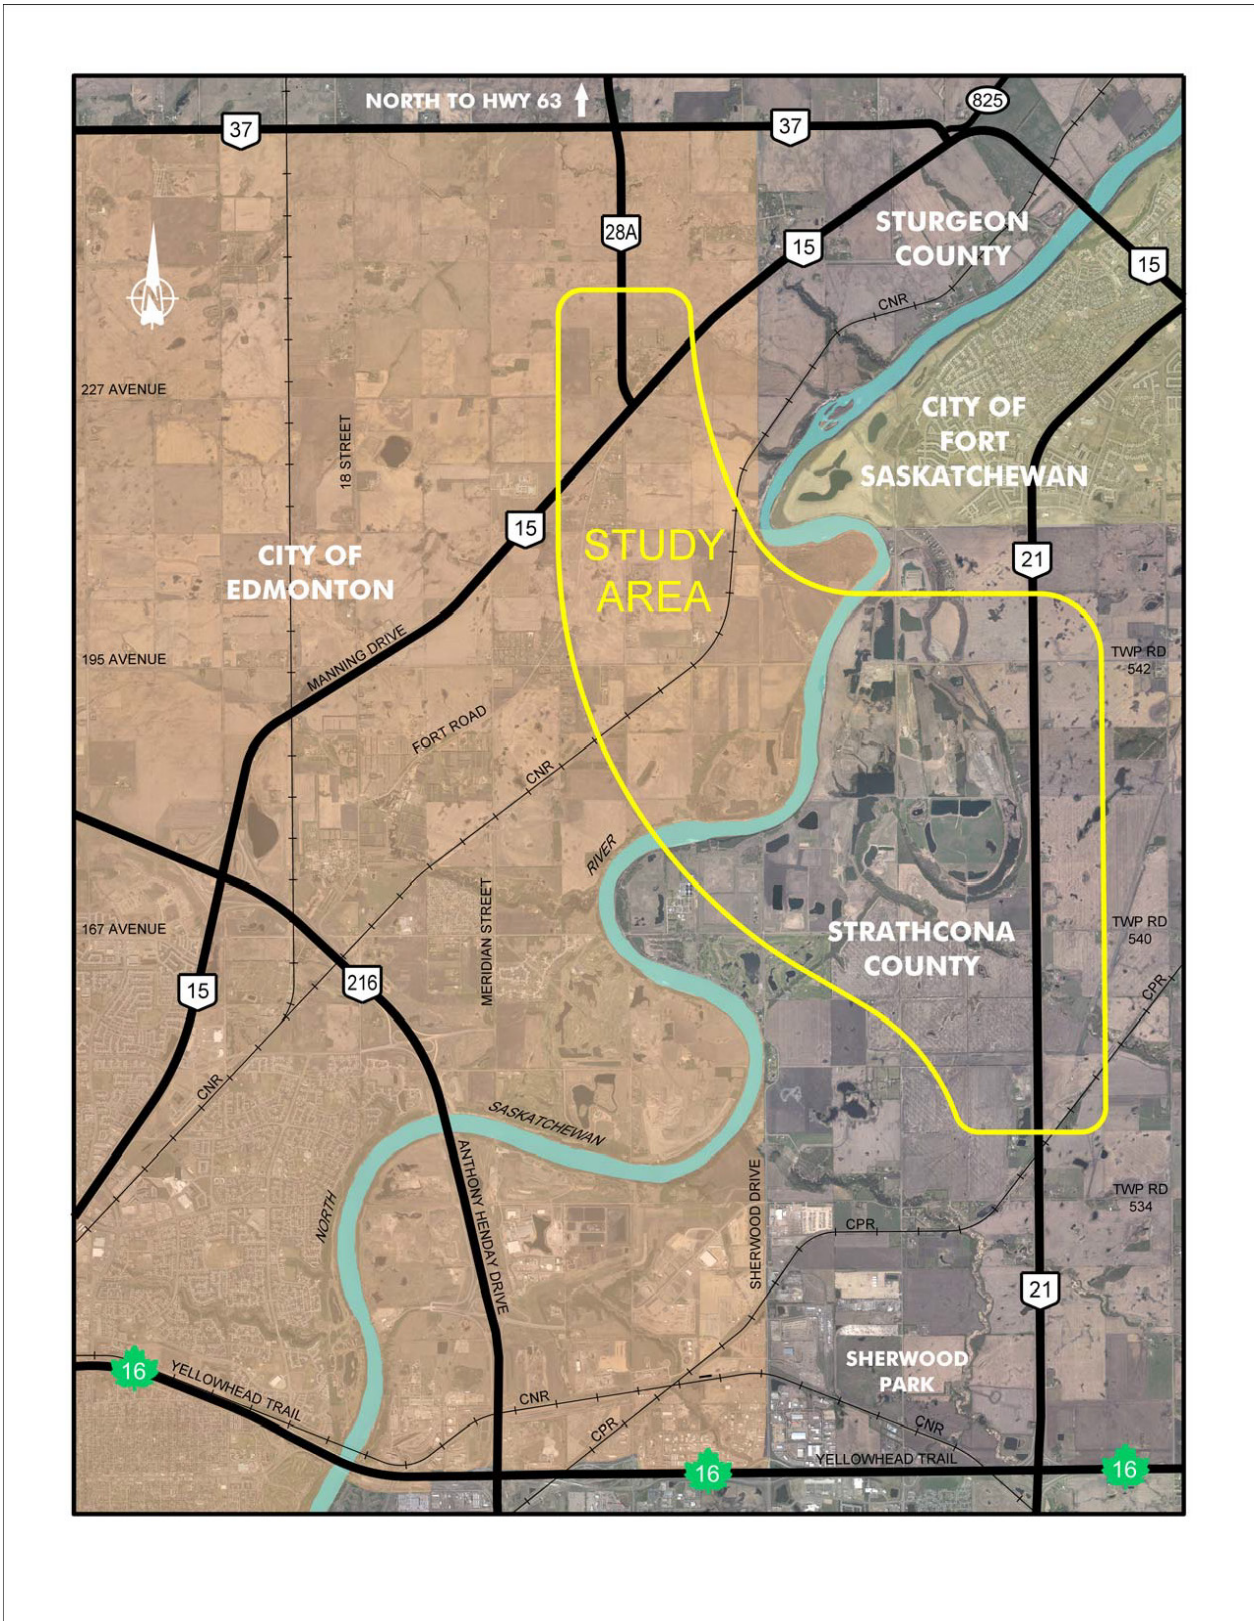 NORTH TO HWY 63
825
37
37
28A
15
STURGEON
COUNTY
15
CNR
N
227 AVENUE
18 STREET
CITY OF
FORT
SASKATCHEWAN
15
STUDY
AREA
21
CITY OF
EDMONTON
195 AVENUE
MANNING DRIVE
TWP RD
542
FORT ROAD
CNR
RIVER
MERIDIAN STREET
167 AVENUE
STRATHCONA
COUNTY
TWP RD
540
CPR
15
216
CNR
SASKATCHEWAN
NORTH
ANTHONY HENDAY DRIVE
SHERWOOD DRIVE
TWP RD
534
CPR
21
16
YELLOWHEAD TRAIL
SHERWOOD
PARK
CNR
CPR
CNR
16
YELLOWHEAD TRAIL
16